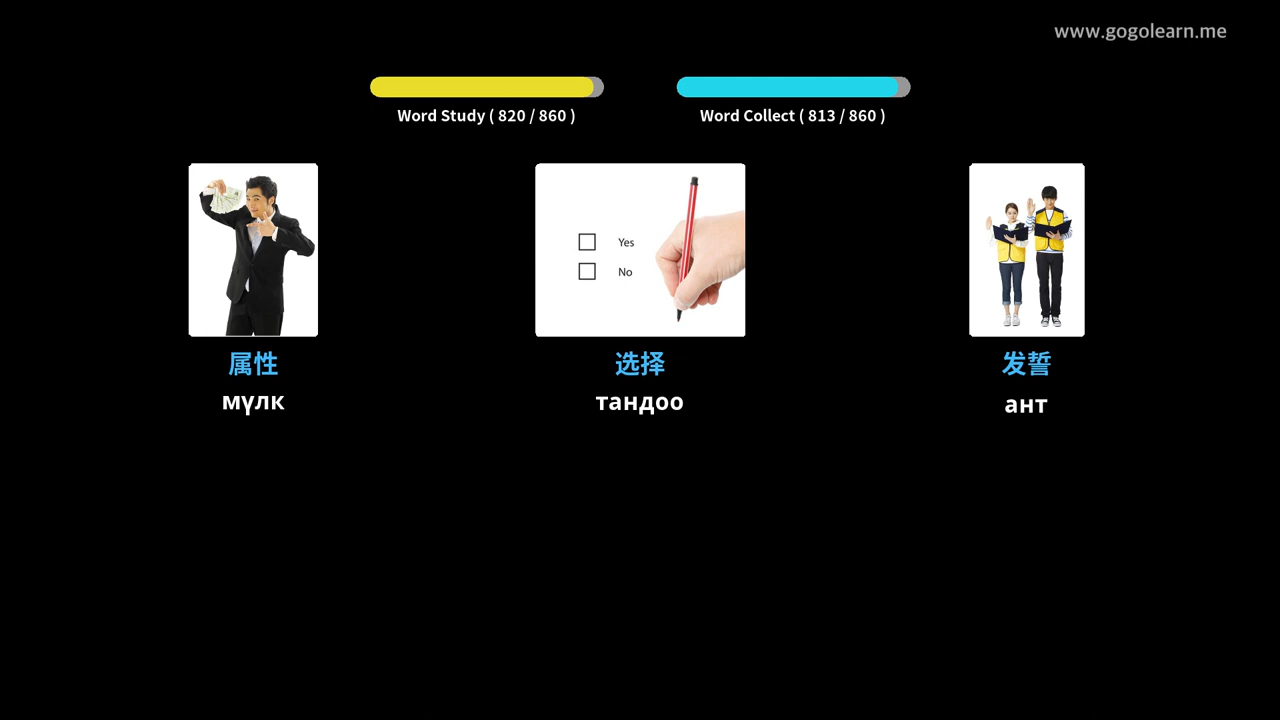 www.gogolearn.me
Word Study ( 820 / 860 )
Word Collect ( 813 / 860 )
Yes
No
属性
选择
发誓
мүлк
тандоо
ант